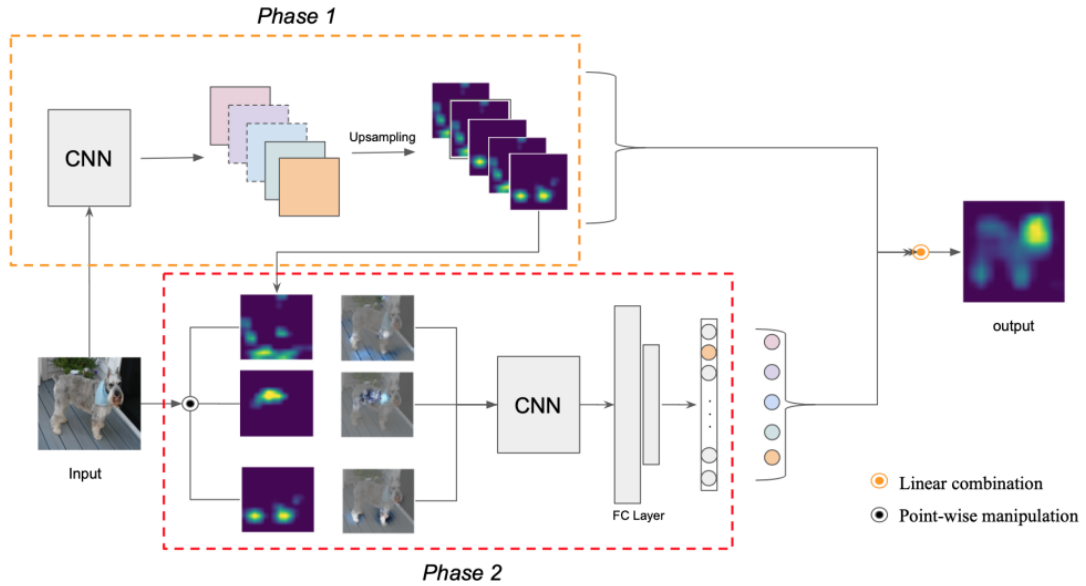 Phase 1
CNN
Upsampling
Input
CNN
FC Layer
output
Linear combination
Point-wise manipulation
Phase 2